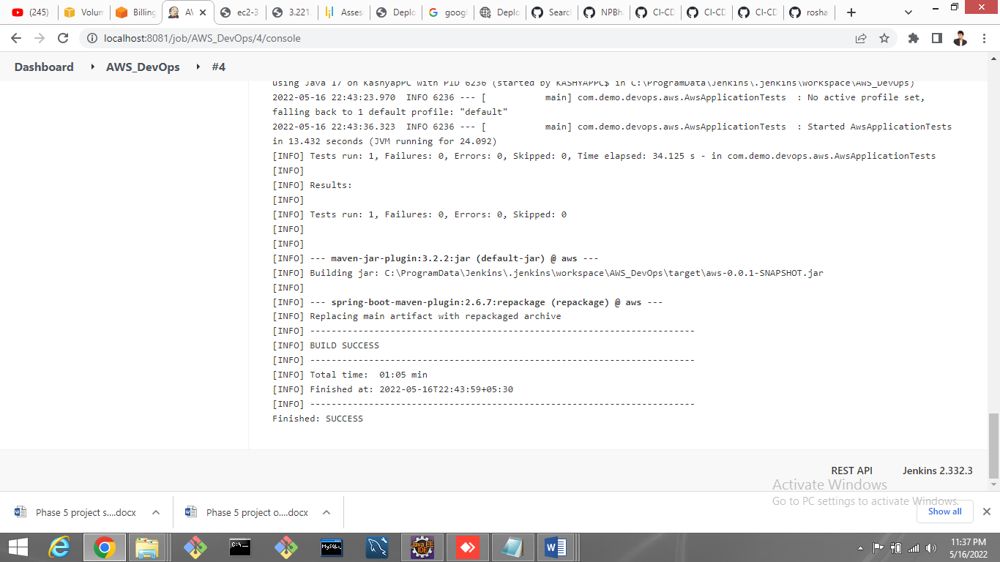 (245)
Volun
Billing
AV
ec2-3
3.221.
Asses
Deplo
googl
Deplo
Searc
NPBh
CI-CD
CI-CD
CI-CD
rosha
localhost:8081/job/AWS_DevOps/4/console
Dashboard AWS_DevOps #4
using Java 17 on KashyapPC with PID 6236 (started by KASHYAPPC$ in C:\ProgramData\Jenkins\.jenkins\workspace\AWS_DevOps)
2022-05-16 22:43:23.970  INFO 6236 --- [           main] com.demo.devops.aws.AwsApplicationTests  : No active profile set,
falling back to 1 default profile: "default"
2022-05-16 22:43:36.323  INFO 6236 --- [           main] com.demo.devops.aws.AwsApplicationTests  : Started AwsApplicationTests
in 13.432 seconds (JVM running for 24.092)
[INFO] Tests run: 1, Failures: 0, Errors: 0, Skipped: 0, Time elapsed: 34.125 s - in com.demo.devops.aws.AwsApplicationTests
[INFO]
[INFO] Results:
[INFO]
[INFO] Tests run: 1, Failures: 0, Errors: 0, Skipped: 0
[INFO]
[INFO]
[INFO] --- maven-jar-plugin:3.2.2:jar (default-jar) @ aws ---
[INFO] Building jar: C:\ProgramData\Jenkins\.jenkins\workspace\AWS_DevOps\target\aws-0.0.1-SNAPSHOT.jar
[INFO]
[INFO] --- spring-boot-maven-plugin:2.6.7:repackage (repackage) @ aws ---
[INFO] Replacing main artifact with repackaged archive
[INFO] ------------------------------------------------------------------------
[INFO] BUILD SUCCESS
[INFO] ------------------------------------------------------------------------
[INFO] Total time:  01:05 min
[INFO] Finished at: 2022-05-16T22:43:59+05:30
[INFO] ------------------------------------------------------------------------
Finished: SUCCESS
REST API Jenkins 2.332.3
Activate Windows
Go to PC settings to activate Windows.
Phase 5 project s....docx
Phase 5 project o....docx
Show all
C:\_
MySQL
Java EE
IDE
11:37 PM
5/16/2022